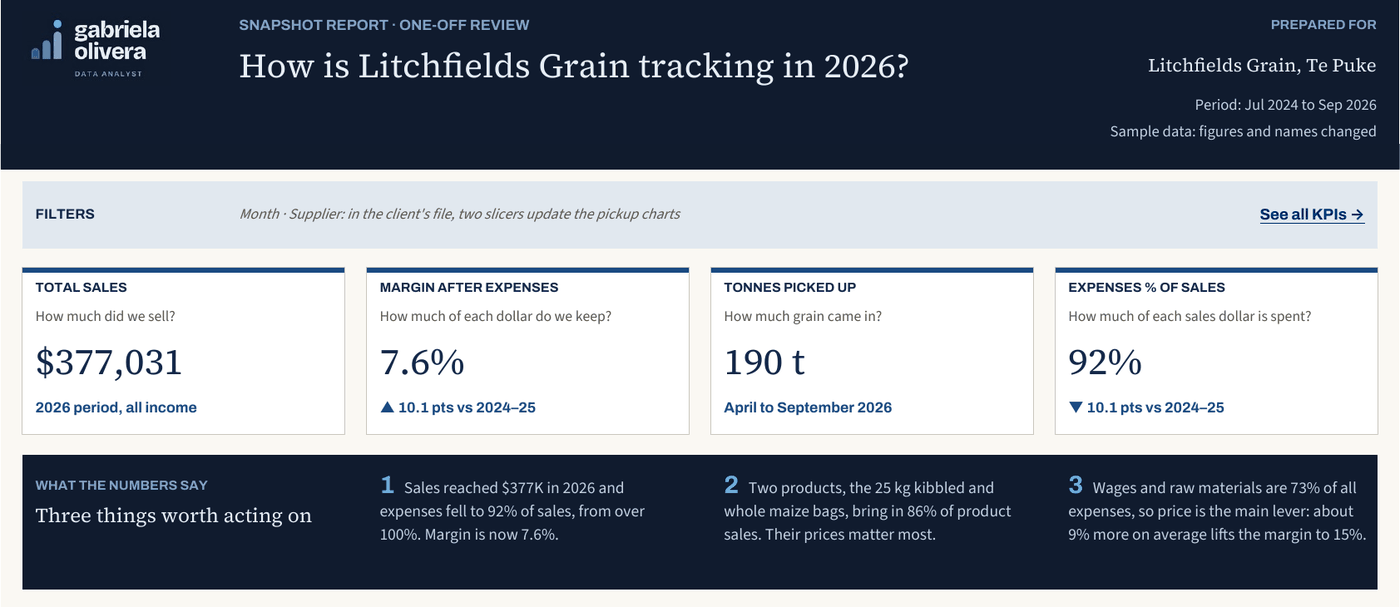 gabriela
olivera
DATA ANALYST
SNAPSHOT REPORT · ONE-OFF REVIEW
How is Litchfields Grain tracking in 2026?
PREPARED FOR
Litchfields Grain, Te Puke
Period: Jul 2024 to Sep 2026
Sample data: figures and names changed
FILTERS
Month · Supplier: in the client's file, two slicers update the pickup charts
See all KPIs →
TOTAL SALES
How much did we sell?
$377,031
2026 period, all income
MARGIN AFTER EXPENSES
How much of each dollar do we keep?
7.6%
▲ 10.1 pts vs 2024–25
TONNES PICKED UP
How much grain came in?
190 t
April to September 2026
EXPENSES % OF SALES
How much of each sales dollar is spent?
92%
▼ 10.1 pts vs 2024–25
WHAT THE NUMBERS SAY
Three things worth acting on
1 Sales reached $377K in 2026 and
expenses fell to 92% of sales, from over
100%. Margin is now 7.6%.
2 Two products, the 25 kg kibbled and
whole maize bags, bring in 86% of product
sales. Their prices matter most.
3 Wages and raw materials are 73% of all
expenses, so price is the main lever: about
9% more on average lifts the margin to 15%.